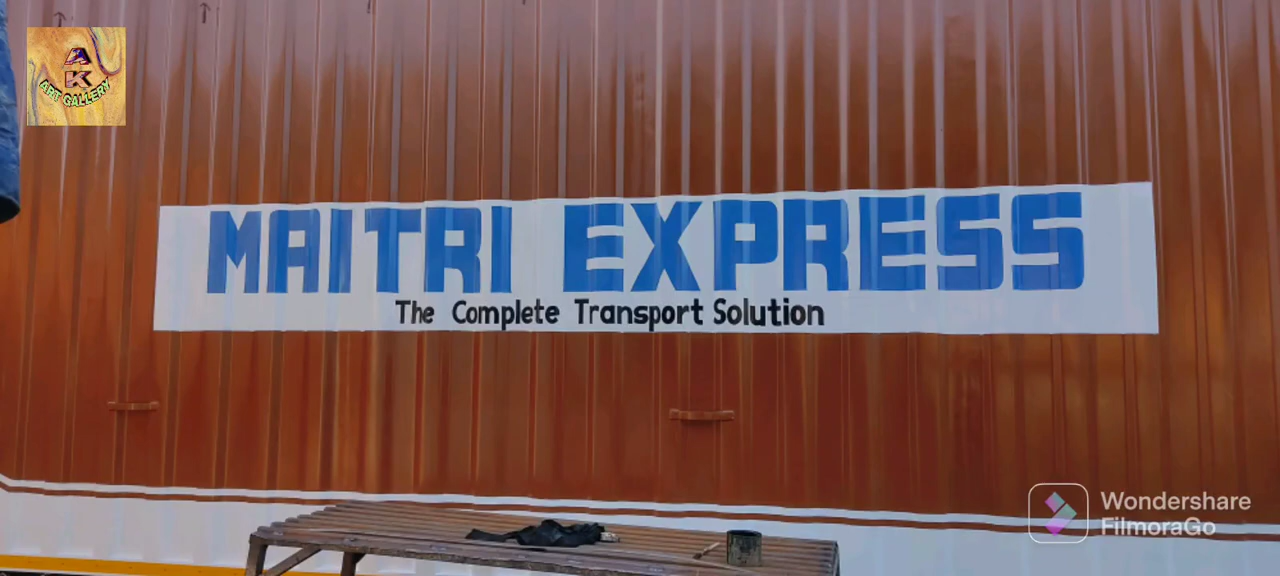 AK
ART GALLERY
MAITRI EXPRESS
The Complete Transport Solution
Wondershare
FilmoraGo